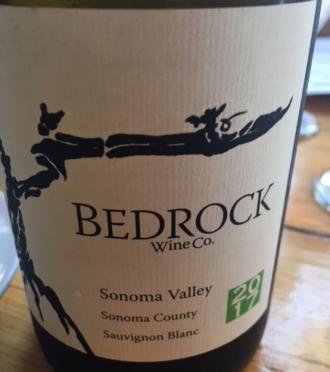 BEDROCK
Wine Co.
Sonoma Valley
Sonoma County
Sauvignon Blanc
20
17